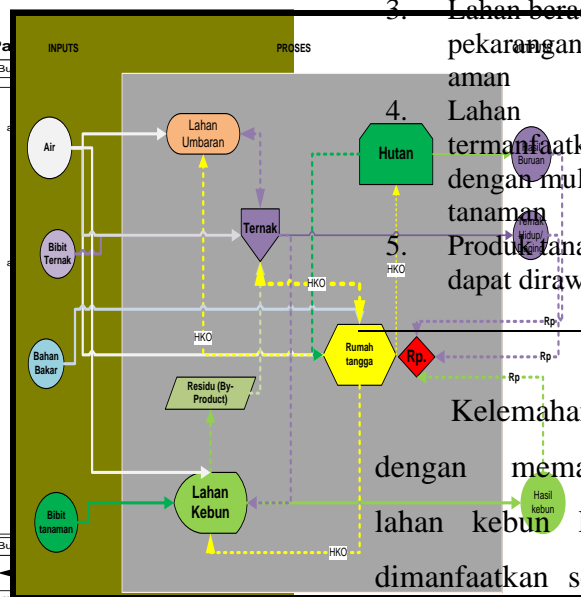 INPUTS
PROSES
Air
Lahan
Umbaran
Hutan
Ternak
Bibit
Ternak
HKO
HKO
HKO
Rumah
tangga
Rp.
Rp
Rp
Rp
Bahan
Bakar
Residu (By-
Product)
Lahan
Kebun
Bibit
tanaman
HKO
Hasil
kebun
3. Lahan bera
pekarangan
aman
4. Lahan
termanfaatk
dengan mul
tanaman
5. Produk tana
dapat diraw
Kelemahan
dengan mema
lahan kebun
dimanfaatkan s